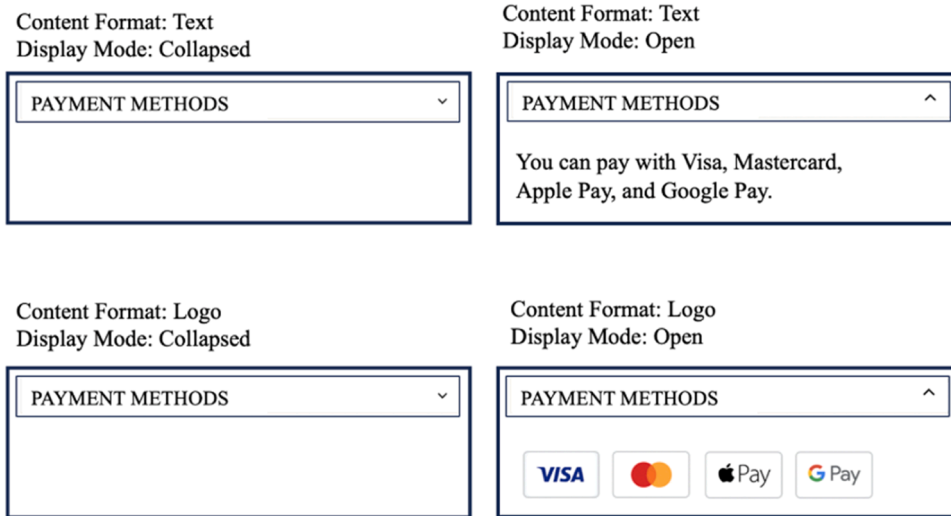 Content Format: Text
Display Mode: Collapsed
PAYMENT METHODS
Content Format: Text
Display Mode: Open
PAYMENT METHODS
You can pay with Visa, Mastercard,
Apple Pay, and Google Pay.
Content Format: Logo
Display Mode: Collapsed
PAYMENT METHODS
Content Format: Logo
Display Mode: Open
PAYMENT METHODS
VISA Pay G Pay